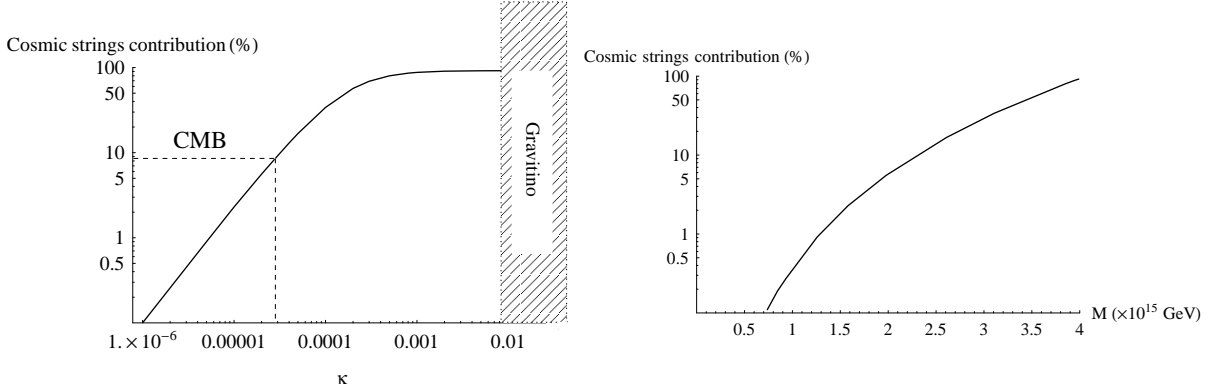 Cosmic strings contribution (%)
100
50
10
5
1
0.5
CMB
Gravitino
1. × 10⁻⁶ 0.00001 0.0001 0.001 0.01
κ
Cosmic strings contribution (%)
100
50
10
5
1
0.5
0.5 1 1.5 2 2.5 3 3.5 4
M (×10¹⁵ GeV)